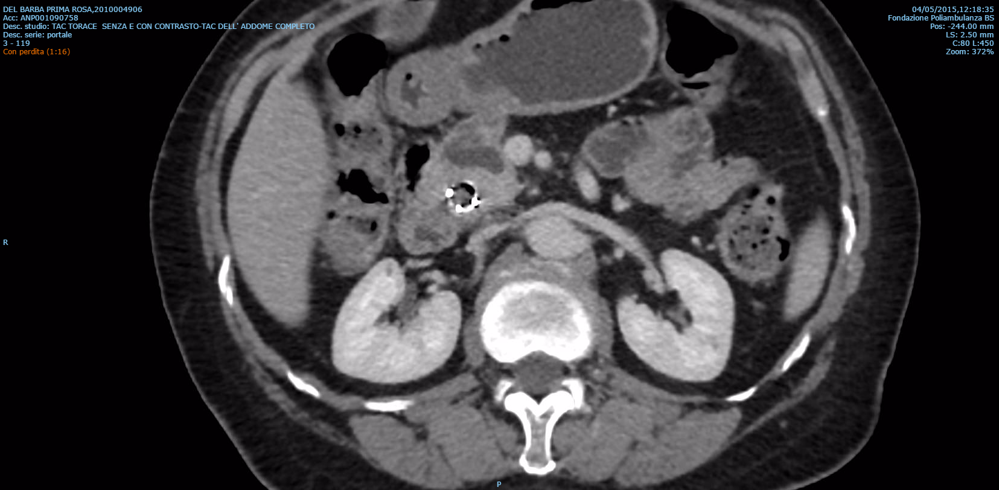 DEL BARBA PRIMA ROSA,2010004906
Acc: ANP001090758
Desc. studio: TAC TORACE  SENZA E CON CONTRASTO-TAC DELL' ADDOME COMPLETO
Desc. serie: portale
3 - 119
Con perdita (1:16)
04/05/2015,12:18:35
Fondazione Poliambulanza BS
Pos: -244.00 mm
LS: 2.50 mm
C:80 L:450
Zoom: 372%
R
P